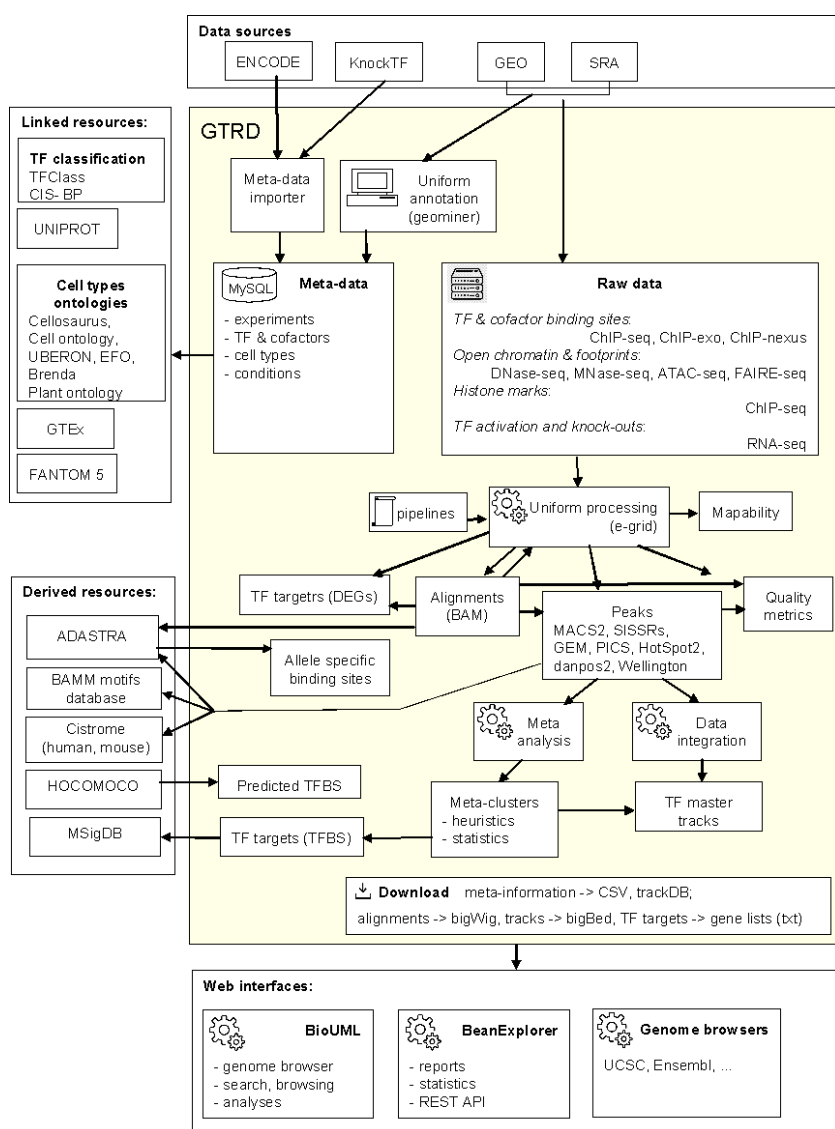 Data sources
ENCODE
KnockTF
GEO
SRA
Linked resources:
TF classification
TFClass
CIS- BP
UNIPROT
Cell types
ontologies
Cellosaurus,
Cell ontology,
UBERON, EFO,
Brenda
Plant ontology
GTEx
FANTOM 5
GTRD
Meta-data
importer
Uniform
annotation
(geominer)
MySQL
Meta-data
- experiments
- TF & cofactors
- cell types
- conditions
Raw data
TF & cofactor binding sites:
ChIP-seq, ChIP-exo, ChIP-nexus
Open chromatin & footprints:
DNase-seq, MNase-seq, ATAC-seq, FAIRE-seq
Histone marks:
ChIP-seq
TF activation and knock-outs:
RNA-seq
pipelines
Uniform processing
(e-grid)
Mapability
TF targetrs (DEGs)
Alignments
(BAM)
Peaks
MACS2, SISSRs,
GEM, PICS, HotSpot2,
danpos2, Wellington
Quality
metrics
Derived resources:
ADASTRA
BAMM motifs
database
Cistrome
(human, mouse)
HOCOMOCO
MSigDB
Allele specific
binding sites
Predicted TFBS
TF targets (TFBS)
Meta
analysis
Data
integration
Meta-clusters
- heuristics
- statistics
TF master
tracks
Download meta-information -> CSV, trackDB;
alignments -> bigWig, tracks -> bigBed, TF targets -> gene lists (txt)
Web interfaces:
BioUML
- genome browser
- search, browsing
- analyses
BeanExplorer
- reports
- statistics
- REST API
Genome browsers
UCSC, Ensembl, ...